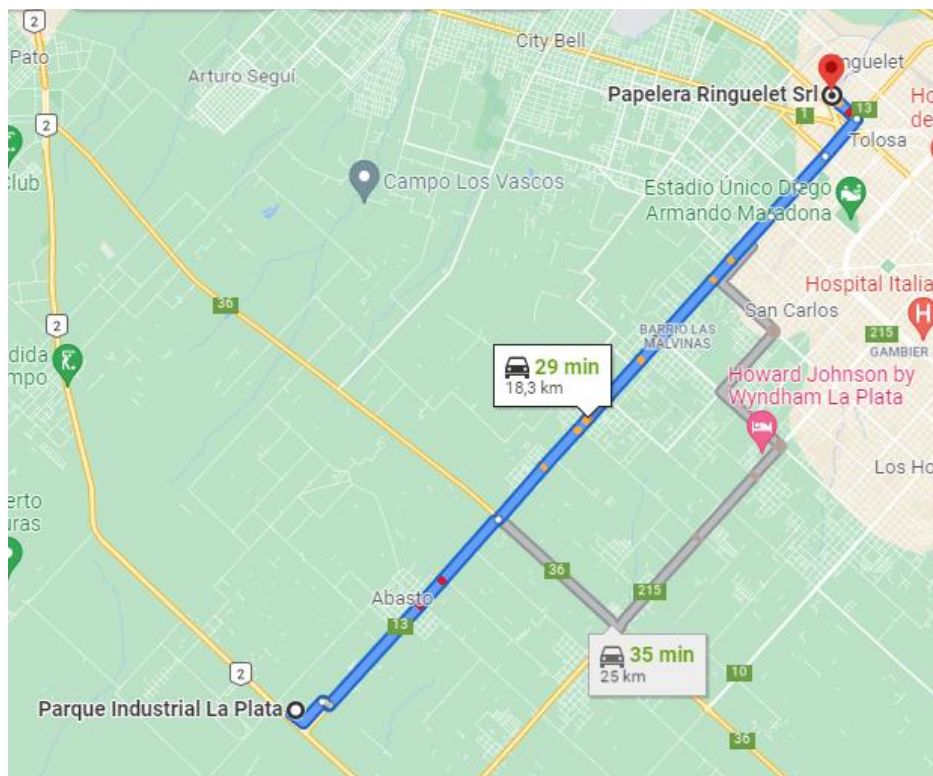 2
Pato
City Bell
Arturo Seguí
nguelet
Papelera Ringuelet Srl
13
1
2
Tolosa
Ho
de
Club
Campo Los Vascos
Estadio Único Diego
Armando Maradona
36
2
Hospital Italia
San Carlos
215
GAMBIER
BARRIO LAS
MALVINAS
dida
mpo
29 min
18,3 km
Howard Johnson by
Wyndham La Plata
Los Ho
erto
uras
36
Abasto
215
13
35 min
25 km
2
10
Parque Industrial La Plata
36